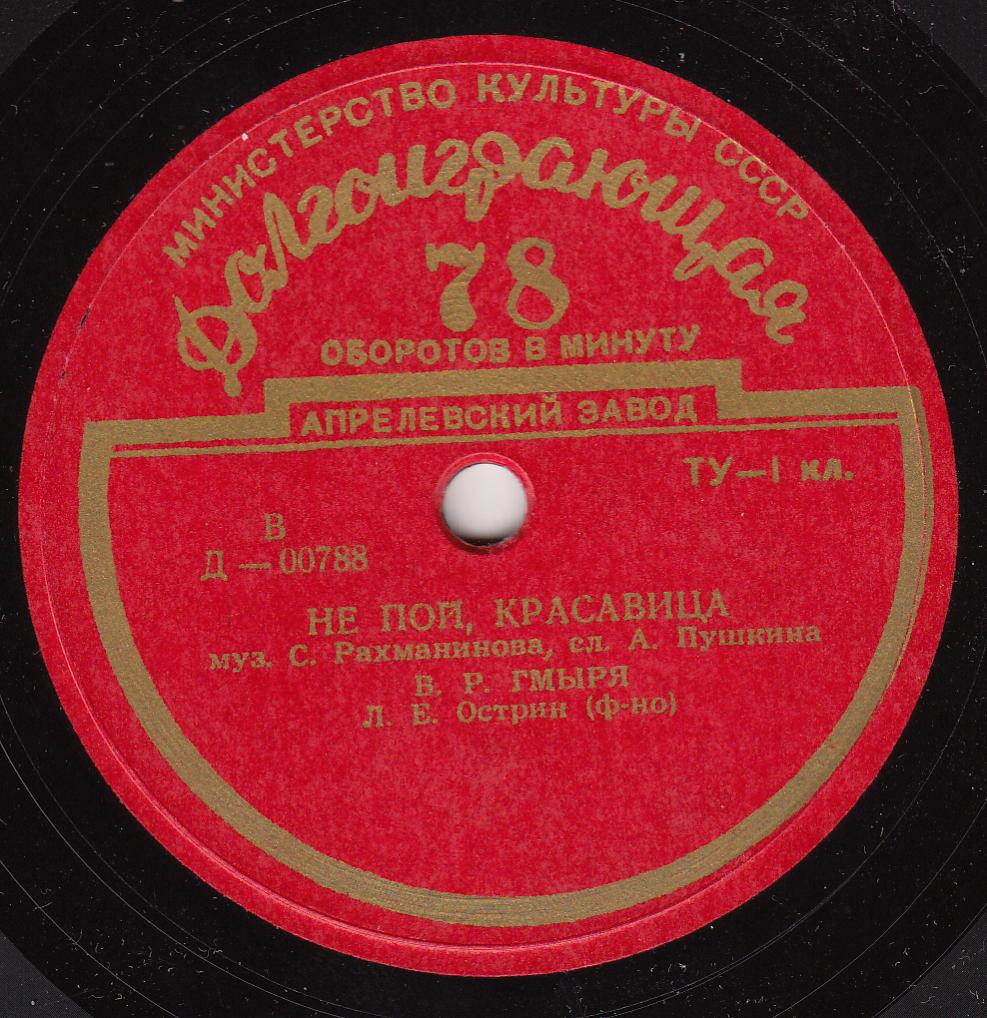 МИНИСТЕРСТВО КУЛЬТУРЫ СССР
Долгоиграющая
78
ОБОРОТОВ В МИНУТУ
АПРЕЛЕВСКИЙ ЗАВОД
ТУ—I кл.
В
Д — 00788
НЕ ПОЙ, КРАСАВИЦА
муз. С. Рахманинова, сл. А. Пушкина
Б. Р. ГМЫРЯ
Л. Е. Острин (ф-но)